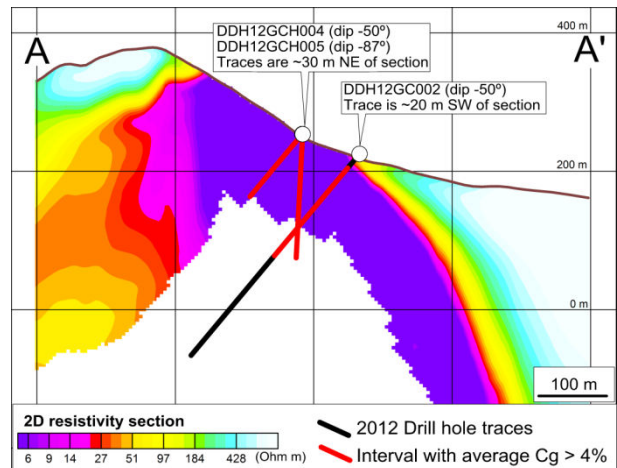 400 m
A
A'
DDH12GCH004 (dip -50º)
DDH12GCH005 (dip -87º)
Traces are ~30 m NE of section
DDH12GC002 (dip -50º)
Trace is ~20 m SW of section
200 m
0 m
100 m
2D resistivity section
6 9 14 27 51 97 184 428 (Ohm m)
2012 Drill hole traces
Interval with average Cg > 4%